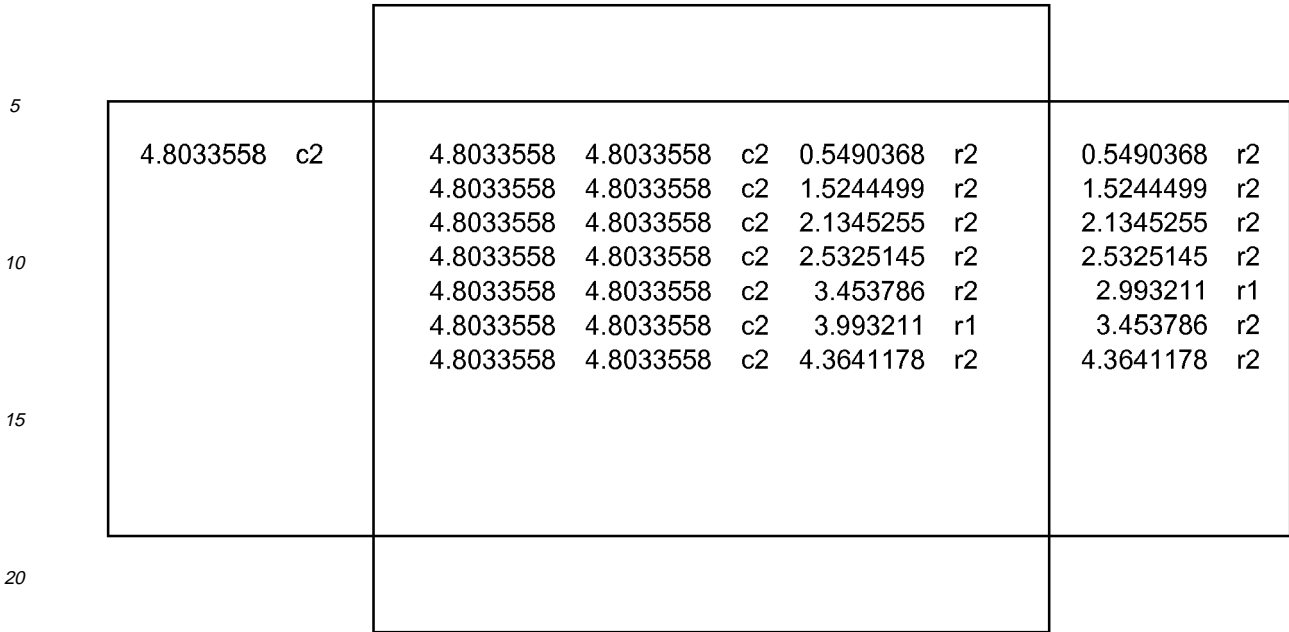 5
4.8033558 c2 4.8033558 4.8033558 c2 0.5490368 r2 0.5490368 r2
4.8033558 4.8033558 c2 1.5244499 r2 1.5244499 r2
4.8033558 4.8033558 c2 2.1345255 r2 2.1345255 r2
10 4.8033558 4.8033558 c2 2.5325145 r2 2.5325145 r2
4.8033558 4.8033558 c2 3.453786 r2 2.993211 r1
4.8033558 4.8033558 c2 3.993211 r1 3.453786 r2
4.8033558 4.8033558 c2 4.3641178 r2 4.3641178 r2
15
20